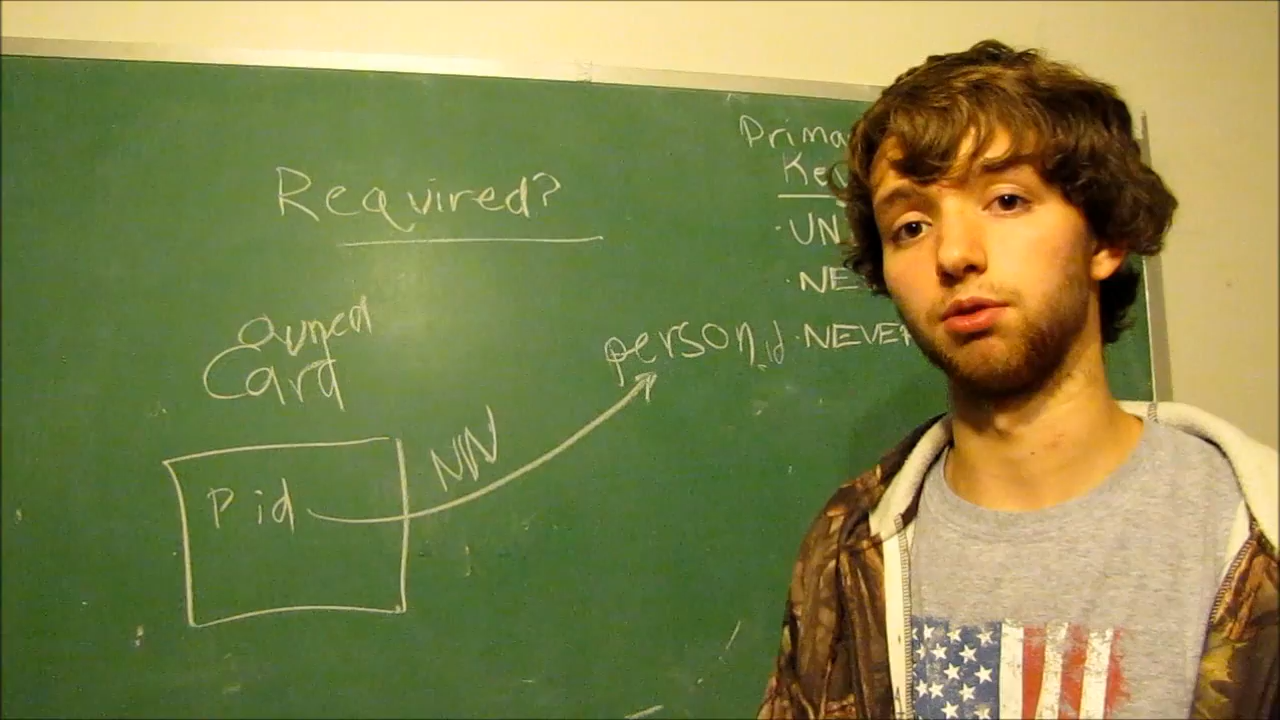 Required?
owned
Card
Pid
NN
person_id
Prima
Key
·UN
·NE
·NEVER